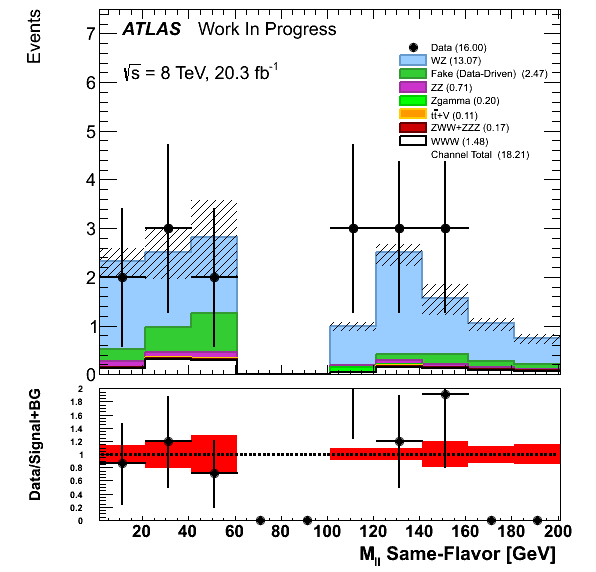 Events
ATLAS Work In Progress
√s = 8 TeV, 20.3 fb⁻¹
Data (16.00)
WZ (13.07)
Fake (Data-Driven) (2.47)
ZZ (0.71)
Zgamma (0.20)
tt̄+V (0.11)
ZWW+ZZZ (0.17)
WWW (1.48)
Channel Total (18.21)
7
6
5
4
3
2
1
0
Data/Signal+BG
2
1.8
1.6
1.4
1.2
1
0.8
0.6
0.4
0.2
0
20 40 60 80 100 120 140 160 180 200
M_ll Same-Flavor [GeV]